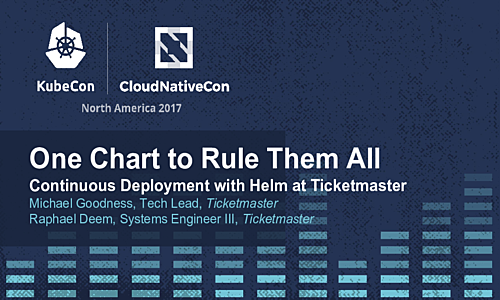 KubeCon
CloudNativeCon
North America 2017
One Chart to Rule Them All
Continuous Deployment with Helm at Ticketmaster
Michael Goodness, Tech Lead, Ticketmaster
Raphael Deem, Systems Engineer III, Ticketmaster